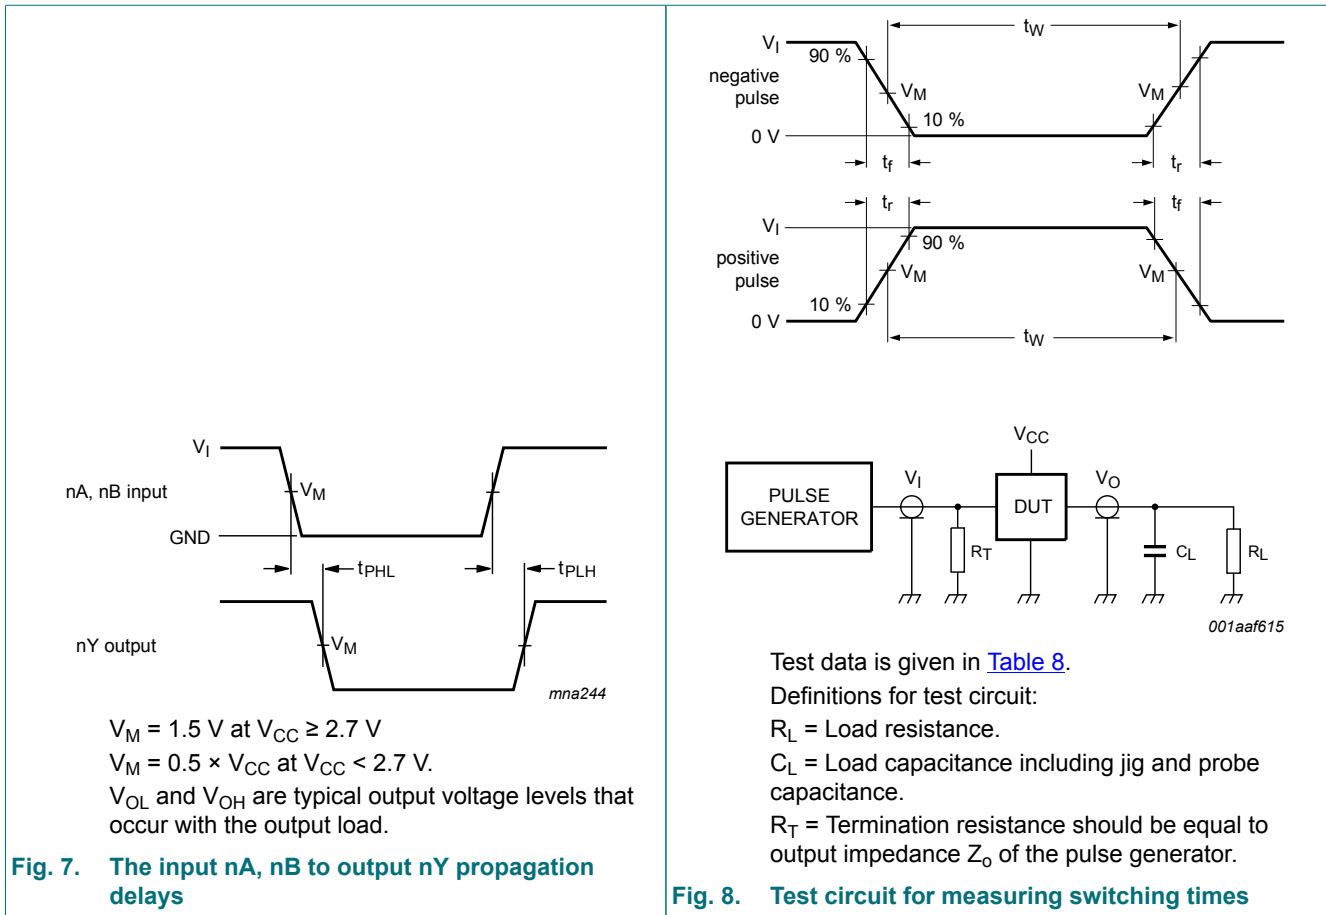 V_I
nA, nB input
V_M
GND
t_PHL
t_PLH
nY output
V_M
mna244
V_M = 1.5 V at V_CC ≥ 2.7 V
V_M = 0.5 × V_CC at V_CC < 2.7 V.
V_OL and V_OH are typical output voltage levels that
occur with the output load.
Fig. 7. The input nA, nB to output nY propagation
delays
t_W
V_I
90 %
negative
pulse
V_M
V_M
10 %
0 V
t_f
t_r
t_r
t_f
V_I
90 %
positive
pulse
V_M
V_M
10 %
0 V
t_W
V_CC
PULSE
GENERATOR
V_I
DUT
V_O
R_T
C_L
R_L
001aaf615
Test data is given in Table 8.
Definitions for test circuit:
R_L = Load resistance.
C_L = Load capacitance including jig and probe
capacitance.
R_T = Termination resistance should be equal to
output impedance Z_o of the pulse generator.
Fig. 8. Test circuit for measuring switching times